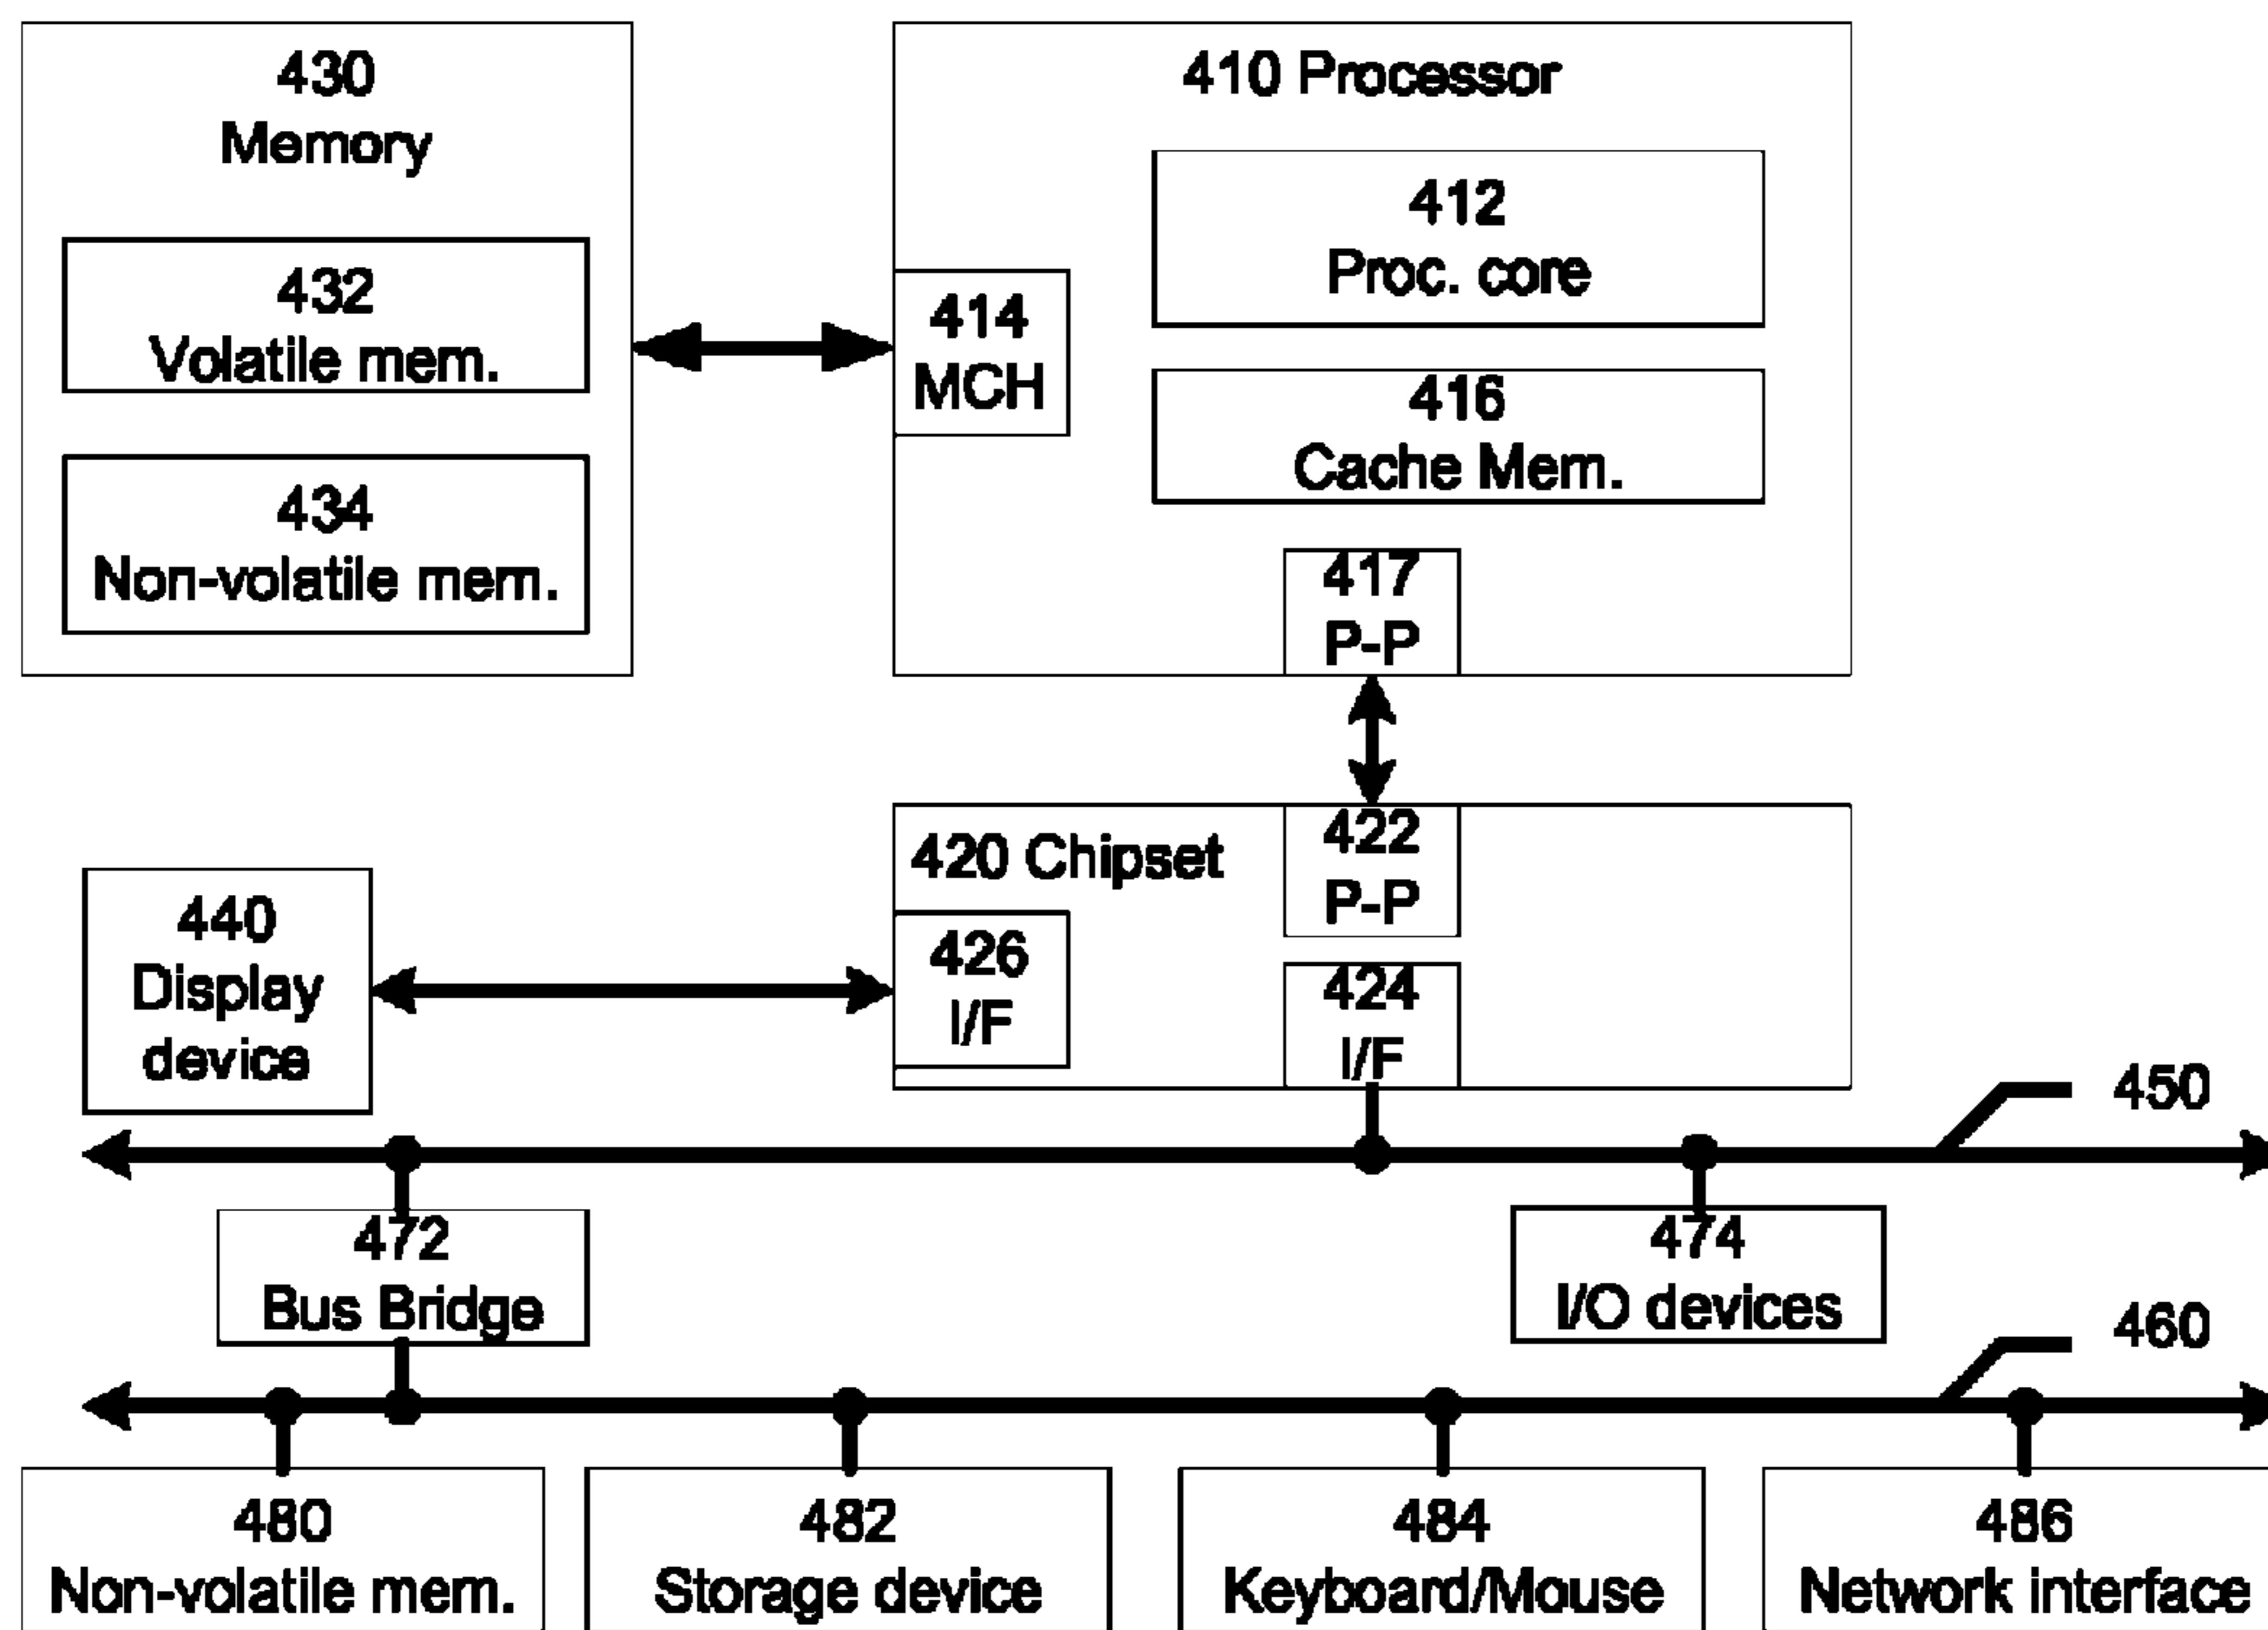 430
Memory
432
Volatile mem.
434
Non-volatile mem.
410 Processor
412
Proc. core
414
MCH
416
Cache Mem.
417
P-P
420 Chipset
422
P-P
426
I/F
424
I/F
440
Display
device
450
472
Bus Bridge
474
I/O devices
460
480
Non-volatile mem.
482
Storage device
484
Keyboard/Mouse
486
Network interface